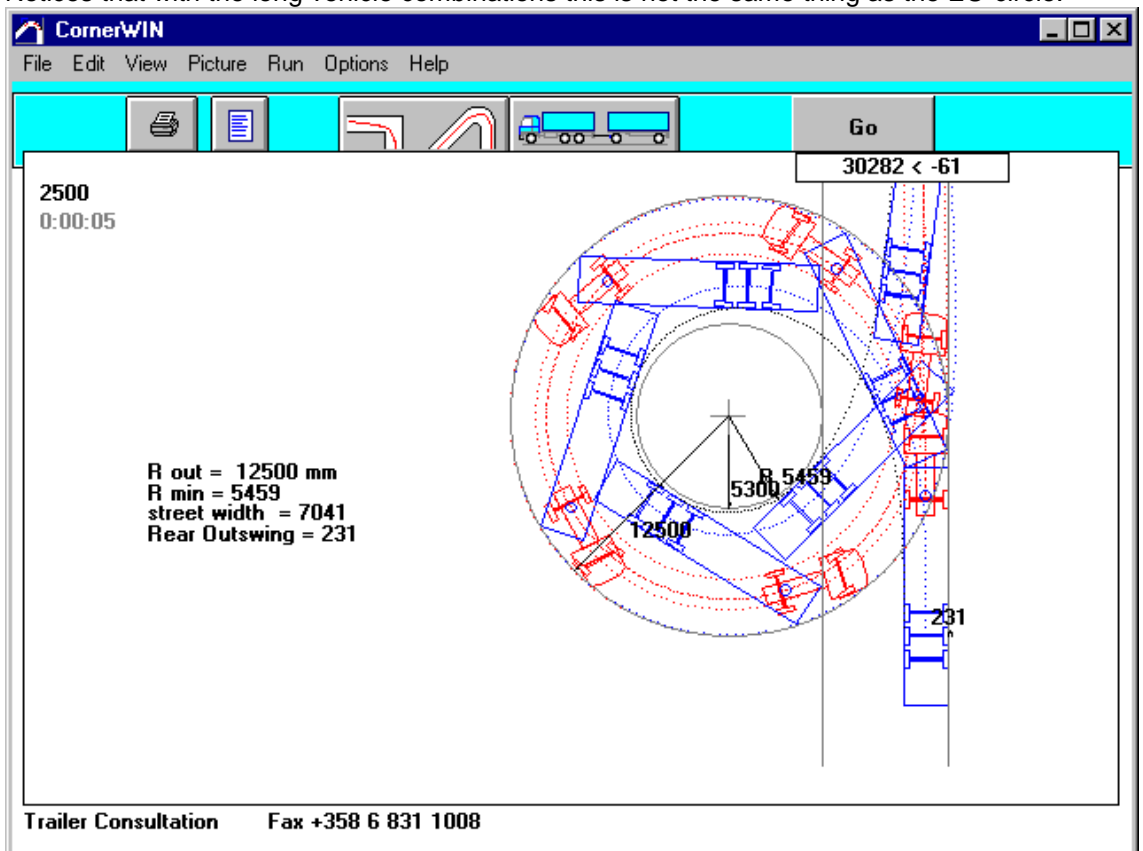 Notices that with the long vehicle combinations this is not the same thing as the EC circle.
CornerWIN
File Edit View Picture Run Options Help
Go
30282 < -61
2500
0:00:05
R out = 12500 mm
R min = 5459
street width = 7041
Rear Outswing = 231
R 5459
5300
12500
231
Trailer Consultation Fax +358 6 831 1008